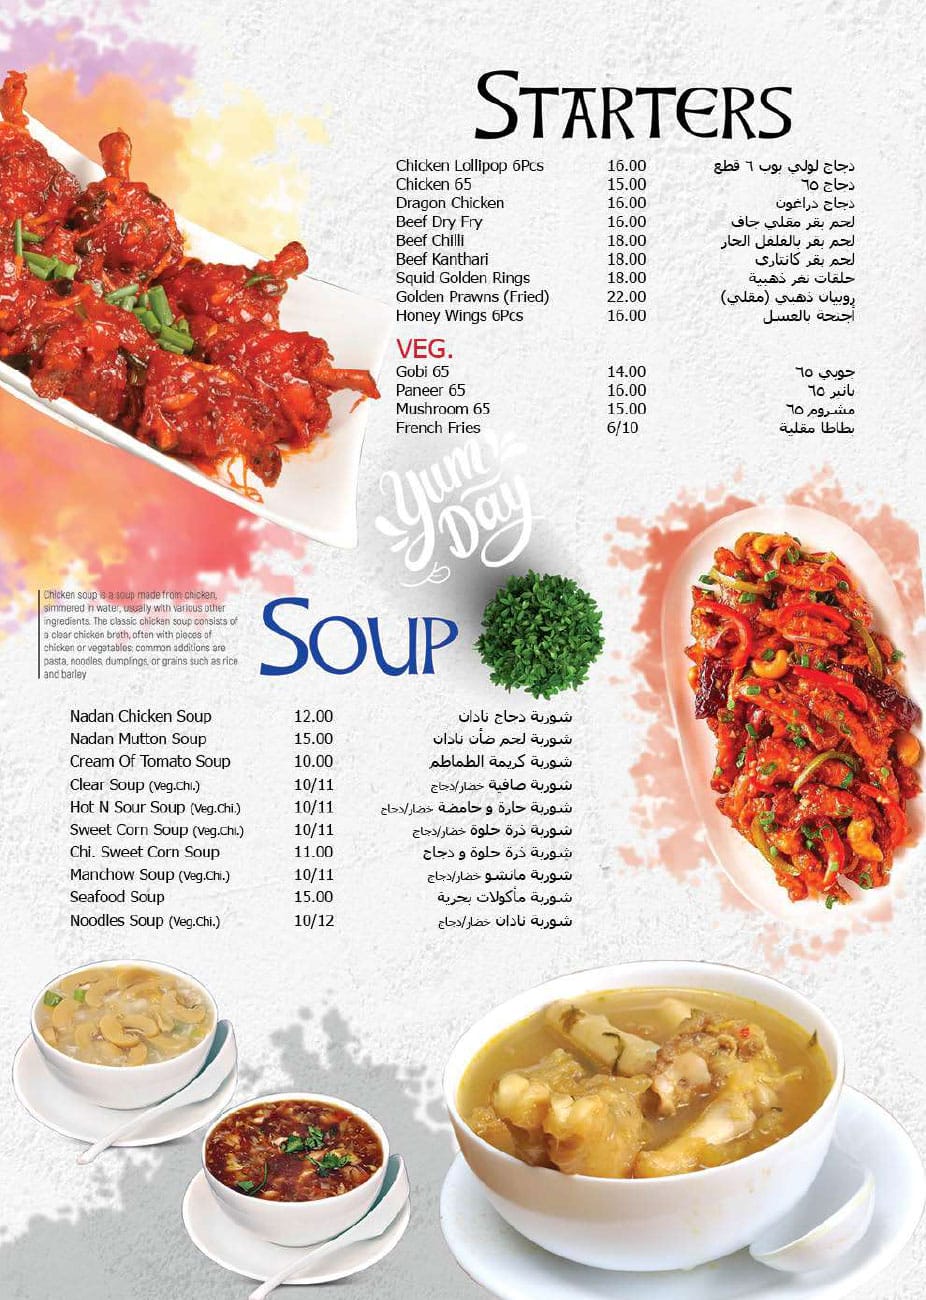 STARTERS
Chicken Lollipop 6Pcs 16.00 دجاج لولي بوب ٦ قطع
Chicken 65 15.00 دجاج ٦٥
Dragon Chicken 16.00 دجاج دراغون
Beef Dry Fry 16.00 لحم بقر مقلي جاف
Beef Chilli 18.00 لحم بقر بالفلفل الحار
Beef Kanthari 18.00 لحم بقر كانتاري
Squid Golden Rings 18.00 حلقات نغر ذهبية
Golden Prawns (Fried) 22.00 روبيان ذهبي (مقلي)
Honey Wings 6Pcs 16.00 أجنحة بالعسل
VEG.
Gobi 65 14.00 جوبي ٦٥
Paneer 65 16.00 بانير ٦٥
Mushroom 65 15.00 مشروم ٦٥
French Fries 6/10 بطاطا مقلية
Yum
Day
Chicken soup is a soup made from chicken,
simmered in water, usually with various other
ingredients. The classic chicken soup consists of
a clear chicken broth, often with pieces of
chicken or vegetables; common additions are
pasta, noodles, dumplings, or grains such as rice
and barley
SOUP
Nadan Chicken Soup 12.00 شوربة دجاج نادان
Nadan Mutton Soup 15.00 شوربة لحم ضأن نادان
Cream Of Tomato Soup 10.00 شوربة كريمة الطماطم
Clear Soup (Veg.Chi.) 10/11 شوربة صافية خضار/دجاج
Hot N Sour Soup (Veg.Chi.) 10/11 شوربة حارة و حامضة خضار/دجاج
Sweet Corn Soup (Veg.Chi.) 10/11 شوربة ذرة حلوة خضار/دجاج
Chi. Sweet Corn Soup 11.00 شوربة ذرة حلوة و دجاج
Manchow Soup (Veg.Chi.) 10/11 شوربة مانشو خضار/دجاج
Seafood Soup 15.00 شوربة مأكولات بحرية
Noodles Soup (Veg.Chi.) 10/12 شوربة نادان خضار/دجاج